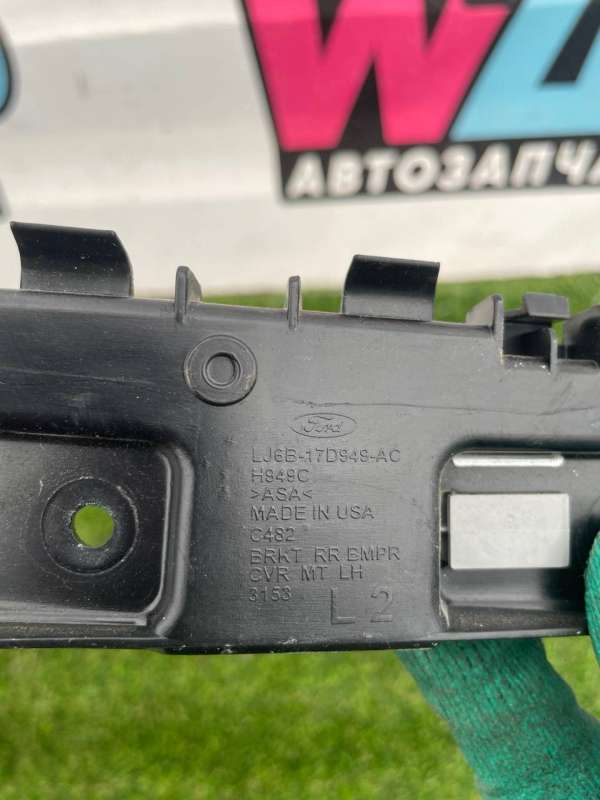 АВТОЗАПЧА
Ford
LJ6B-17D949-AC
H949C
>ASA<
MADE IN USA
C482
BRKT RR BMPR
CVR MT LH
3153
L 2